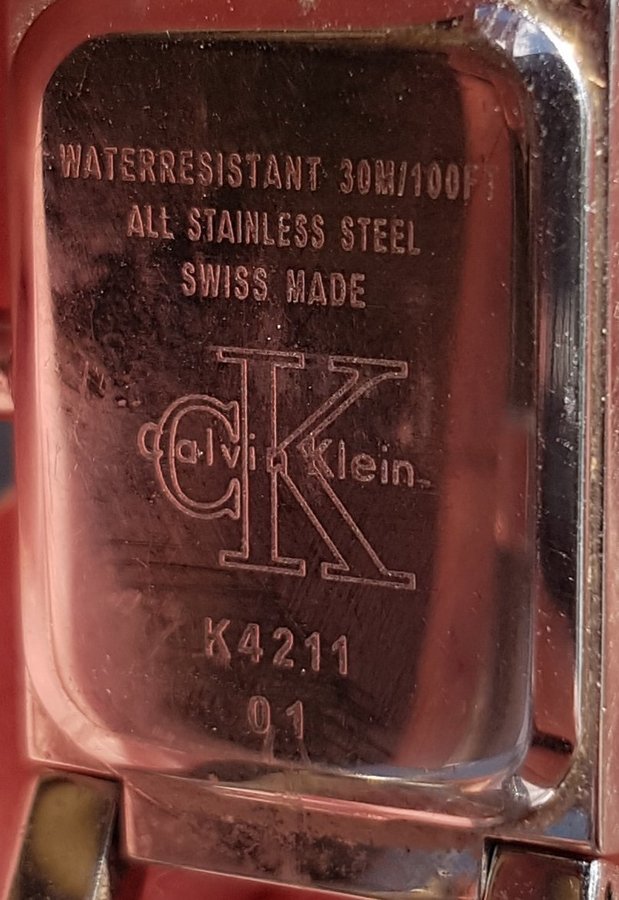 WATERRESISTANT 30M/100FT
ALL STAINLESS STEEL
SWISS MADE
cK
Calvin Klein
K4211
01